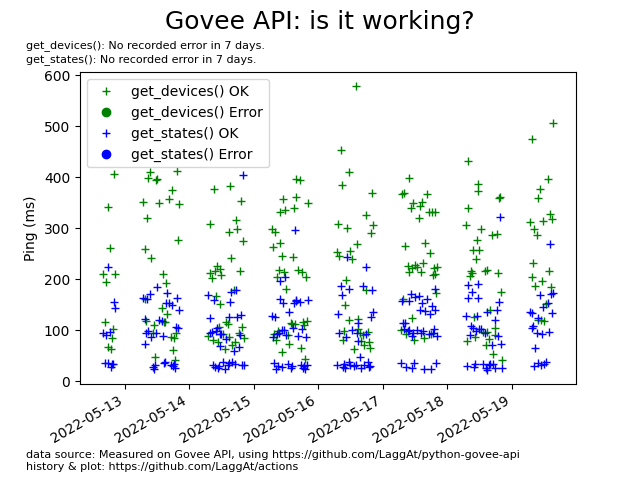 Govee API: is it working?
get_devices(): No recorded error in 7 days.
get_states(): No recorded error in 7 days.
600
500
400
300
200
100
0
Ping (ms)
get_devices() OK
get_devices() Error
get_states() OK
get_states() Error
2022-05-13
2022-05-14
2022-05-15
2022-05-16
2022-05-17
2022-05-18
2022-05-19
data source: Measured on Govee API, using https://github.com/LaggAt/python-govee-api
history & plot: https://github.com/LaggAt/actions